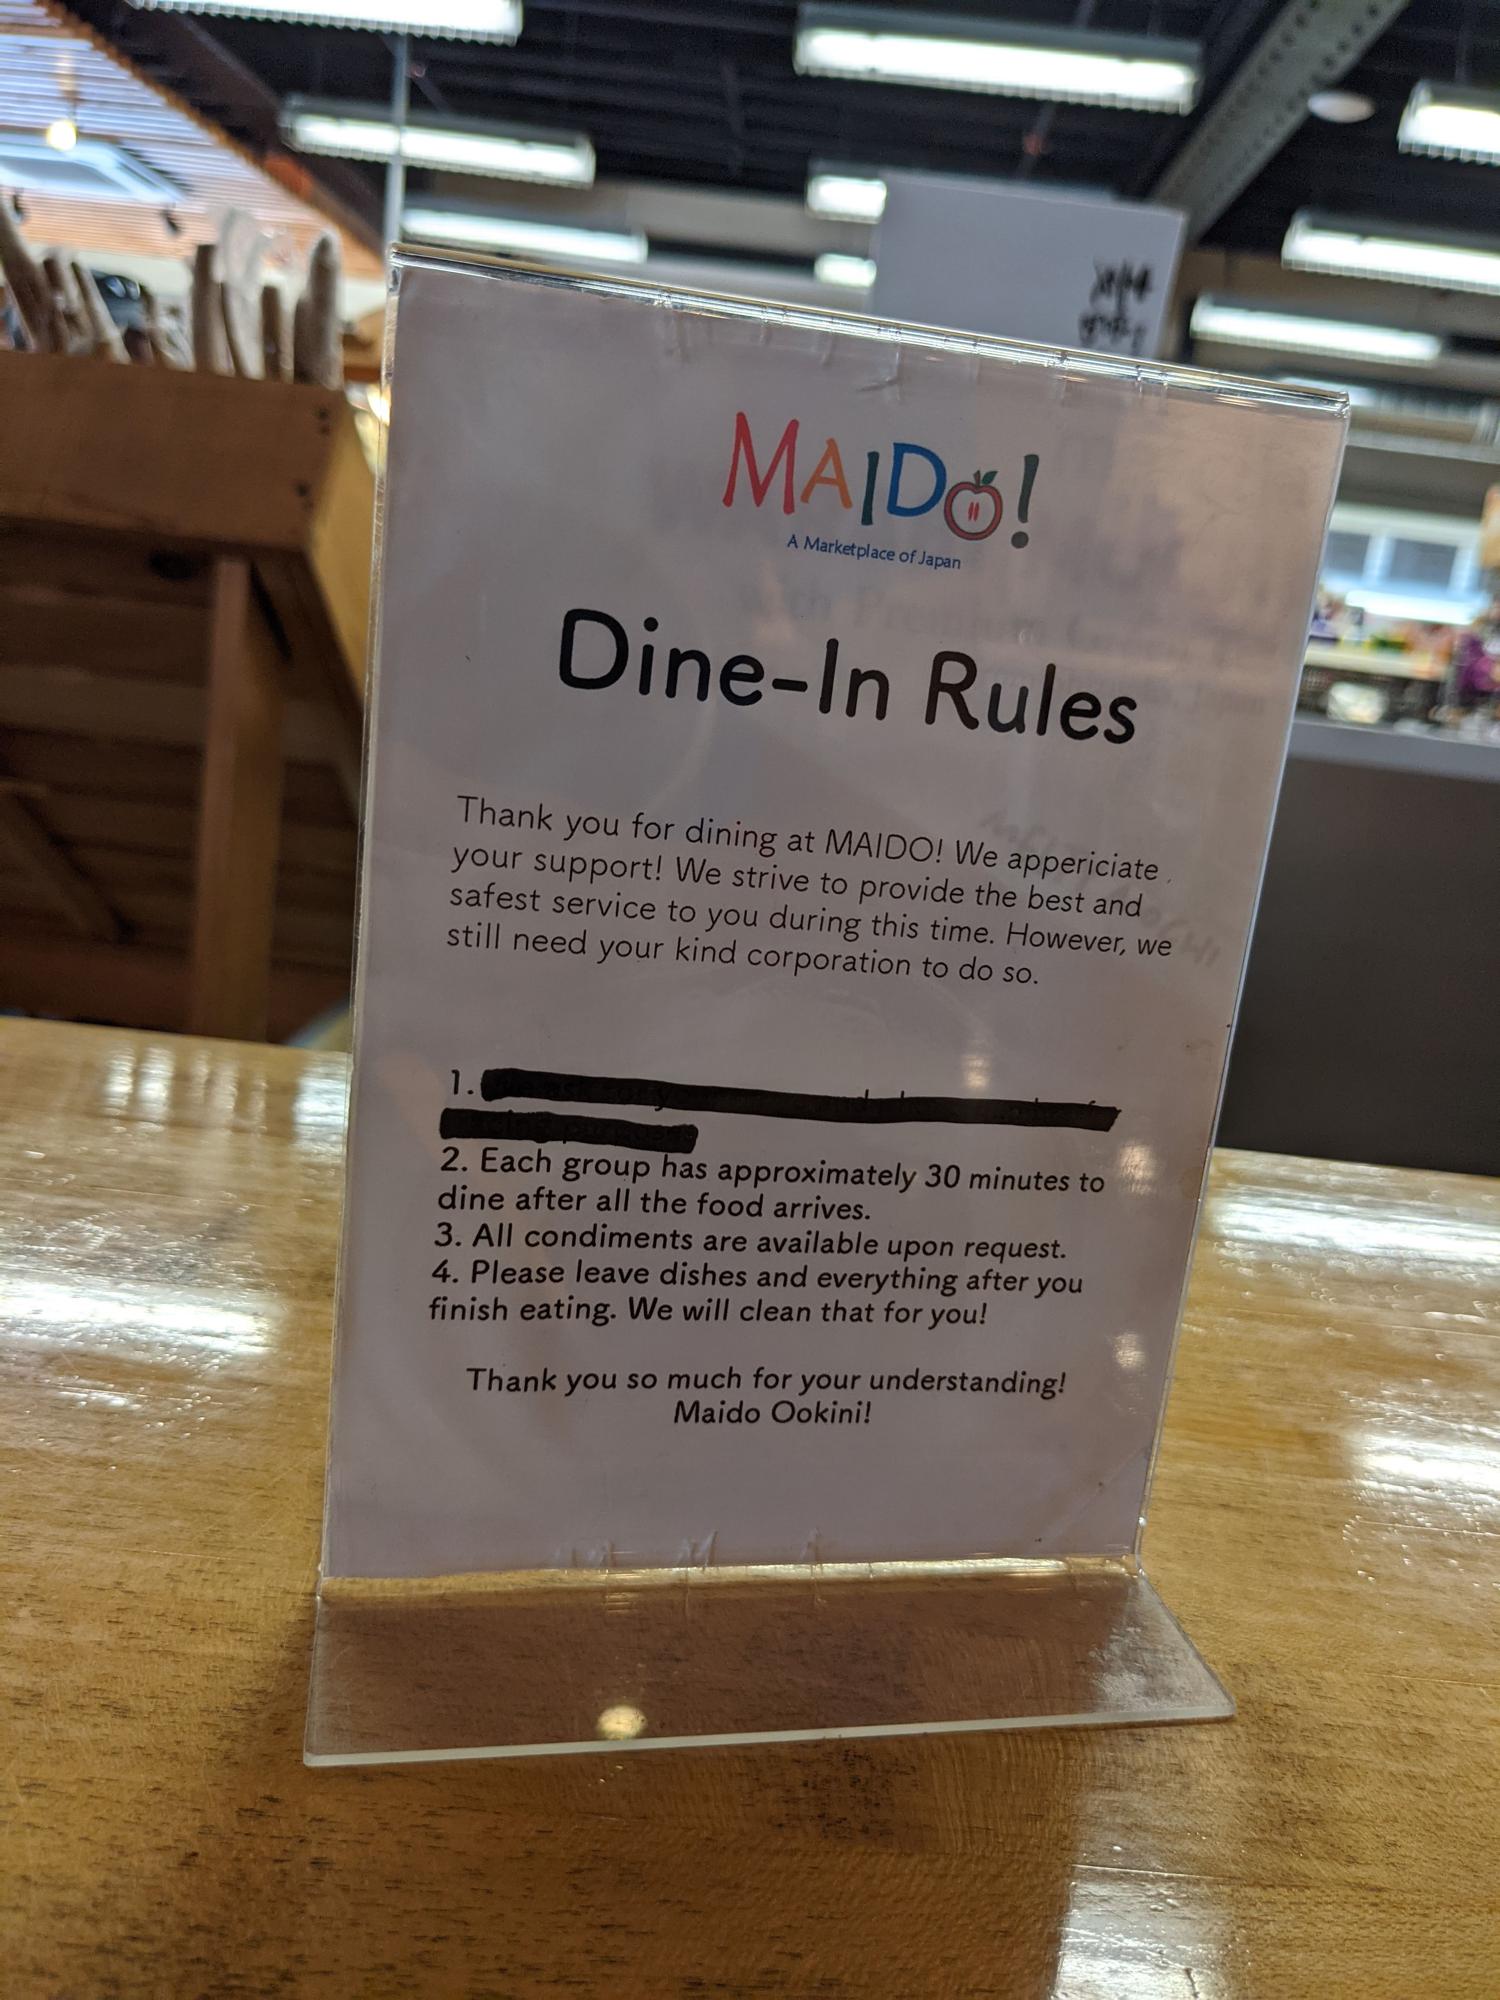 MAIDO!
A Marketplace of Japan
Dine-In Rules
Thank you for dining at MAIDO! We appericiate
your support! We strive to provide the best and
safest service to you during this time. However, we
still need your kind corporation to do so.
1.
2. Each group has approximately 30 minutes to
dine after all the food arrives.
3. All condiments are available upon request.
4. Please leave dishes and everything after you
finish eating. We will clean that for you!
Thank you so much for your understanding!
Maido Ookini!